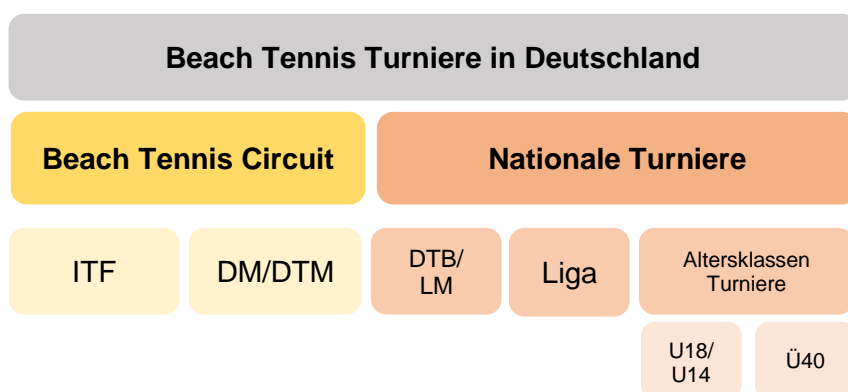 Beach Tennis Turniere in Deutschland
Beach Tennis Circuit
Nationale Turniere
ITF
DM/DTM
DTB/
LM
Liga
Altersklassen
Turniere
U18/
U14
Ü40